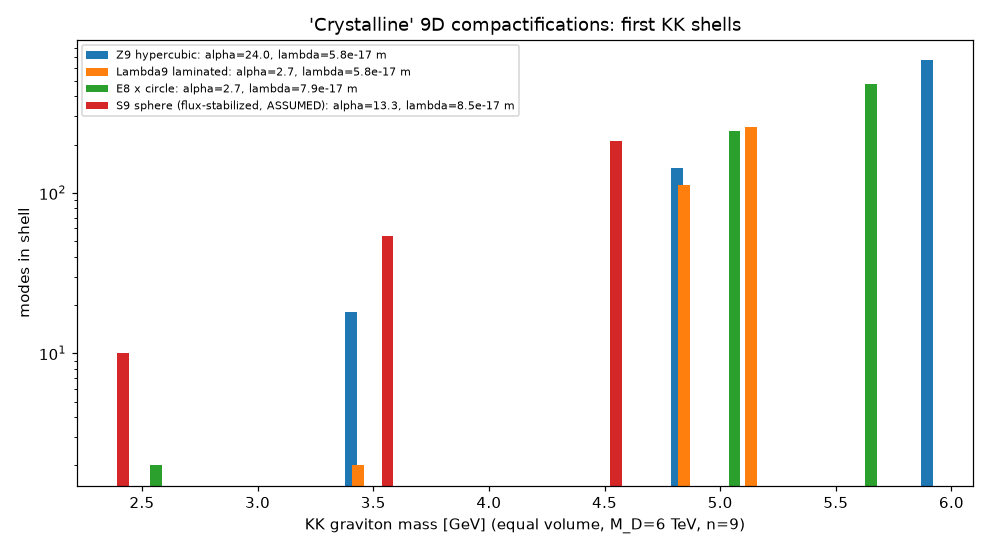 'Crystalline' 9D compactifications: first KK shells
Z9 hypercubic: alpha=24.0, lambda=5.8e-17 m
Lambda9 laminated: alpha=2.7, lambda=5.8e-17 m
E8 x circle: alpha=2.7, lambda=7.9e-17 m
S9 sphere (flux-stabilized, ASSUMED): alpha=13.3, lambda=8.5e-17 m
modes in shell
10²
10¹
2.5 3.0 3.5 4.0 4.5 5.0 5.5 6.0
KK graviton mass [GeV] (equal volume, M_D=6 TeV, n=9)